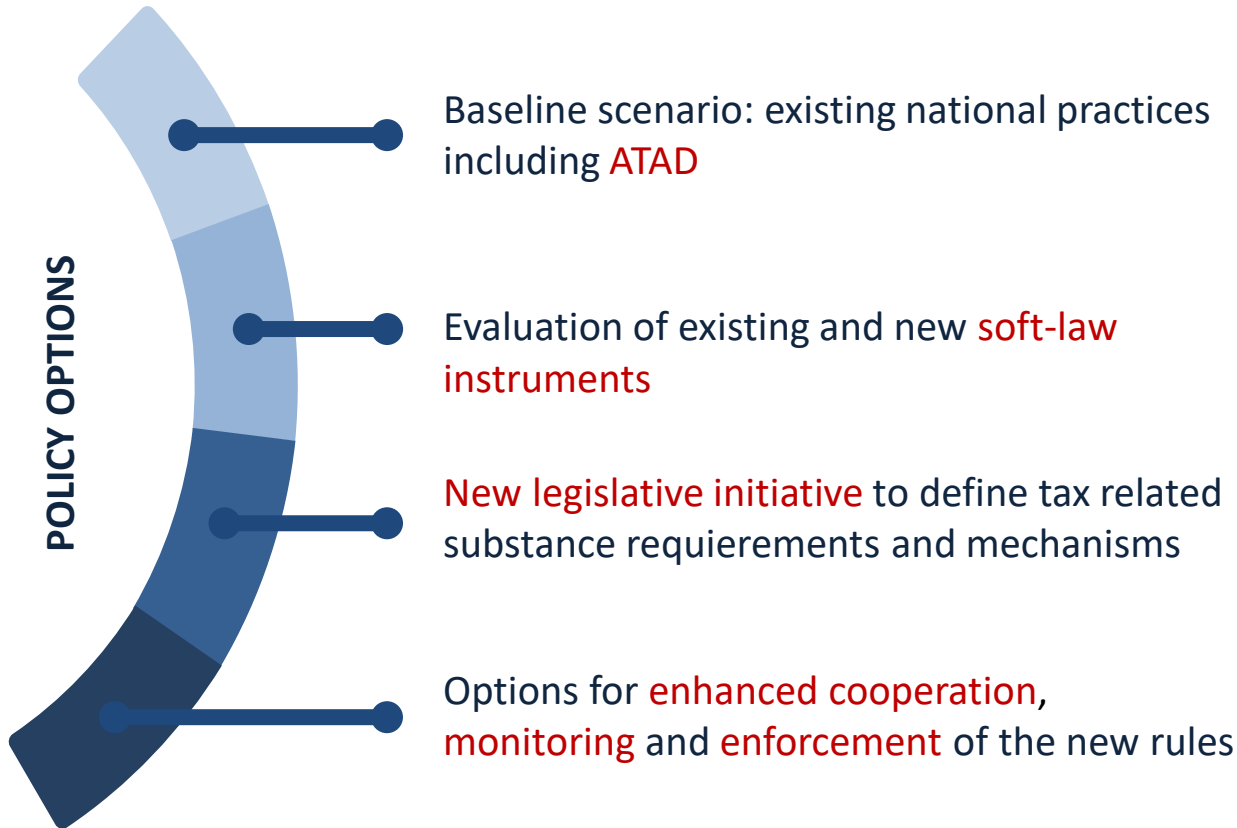 POLICY OPTIONS
Baseline scenario: existing national practices
including ATAD
Evaluation of existing and new soft-law
instruments
New legislative initiative to define tax related
substance requierements and mechanisms
Options for enhanced cooperation,
monitoring and enforcement of the new rules